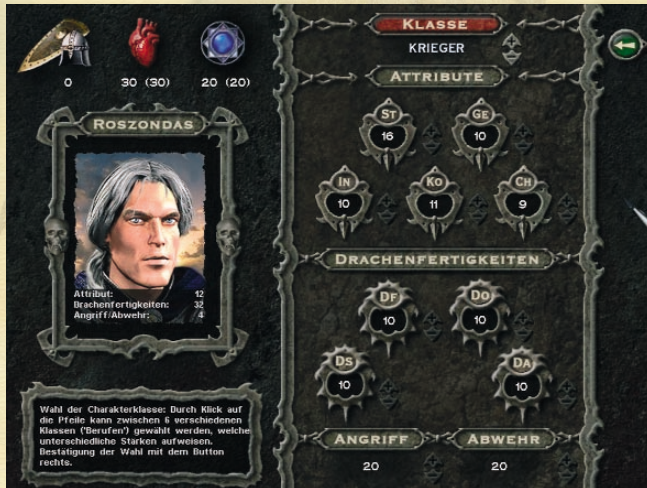 0 30 (30) 20 (20)
ROSZONDAS
Attribut: 12
Drachenfertigkeiten: 32
Angriff/Abwehr: 4
Wahl der Charakterklasse: Durch Klick auf
die Pfeile kann zwischen 6 verschiedenen
Klassen ('Berufen') gewählt werden, welche
unterschiedliche Stärken aufweisen.
Bestätigung der Wahl mit dem Button
rechts.
KLASSE
KRIEGER
ATTRIBUTE
ST GE
16 10
IN KO CH
10 11 9
DRACHENFERTIGKEITEN
DF DO
10 10
DS DA
10 10
ANGRIFF ABWEHR
20 20